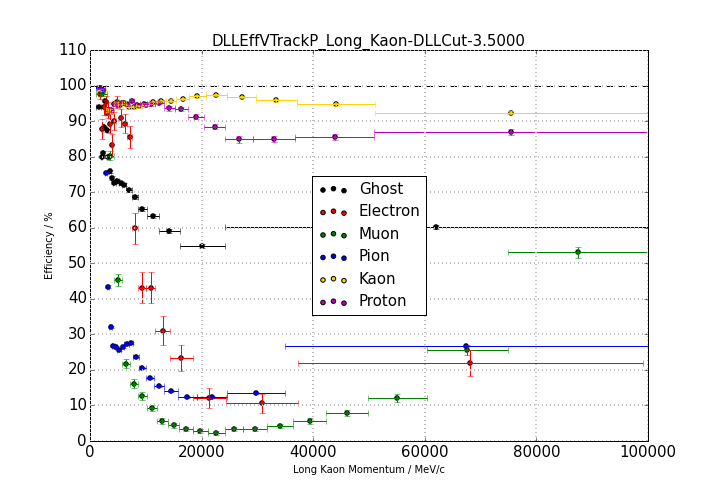 DLLEffVTrackP_Long_Kaon-DLLCut-3.5000
110
100
90
80
70
60
50
40
30
20
10
0
Efficiency / %
Ghost
Electron
Muon
Pion
Kaon
Proton
0 20000 40000 60000 80000 100000
Long Kaon Momentum / MeV/c